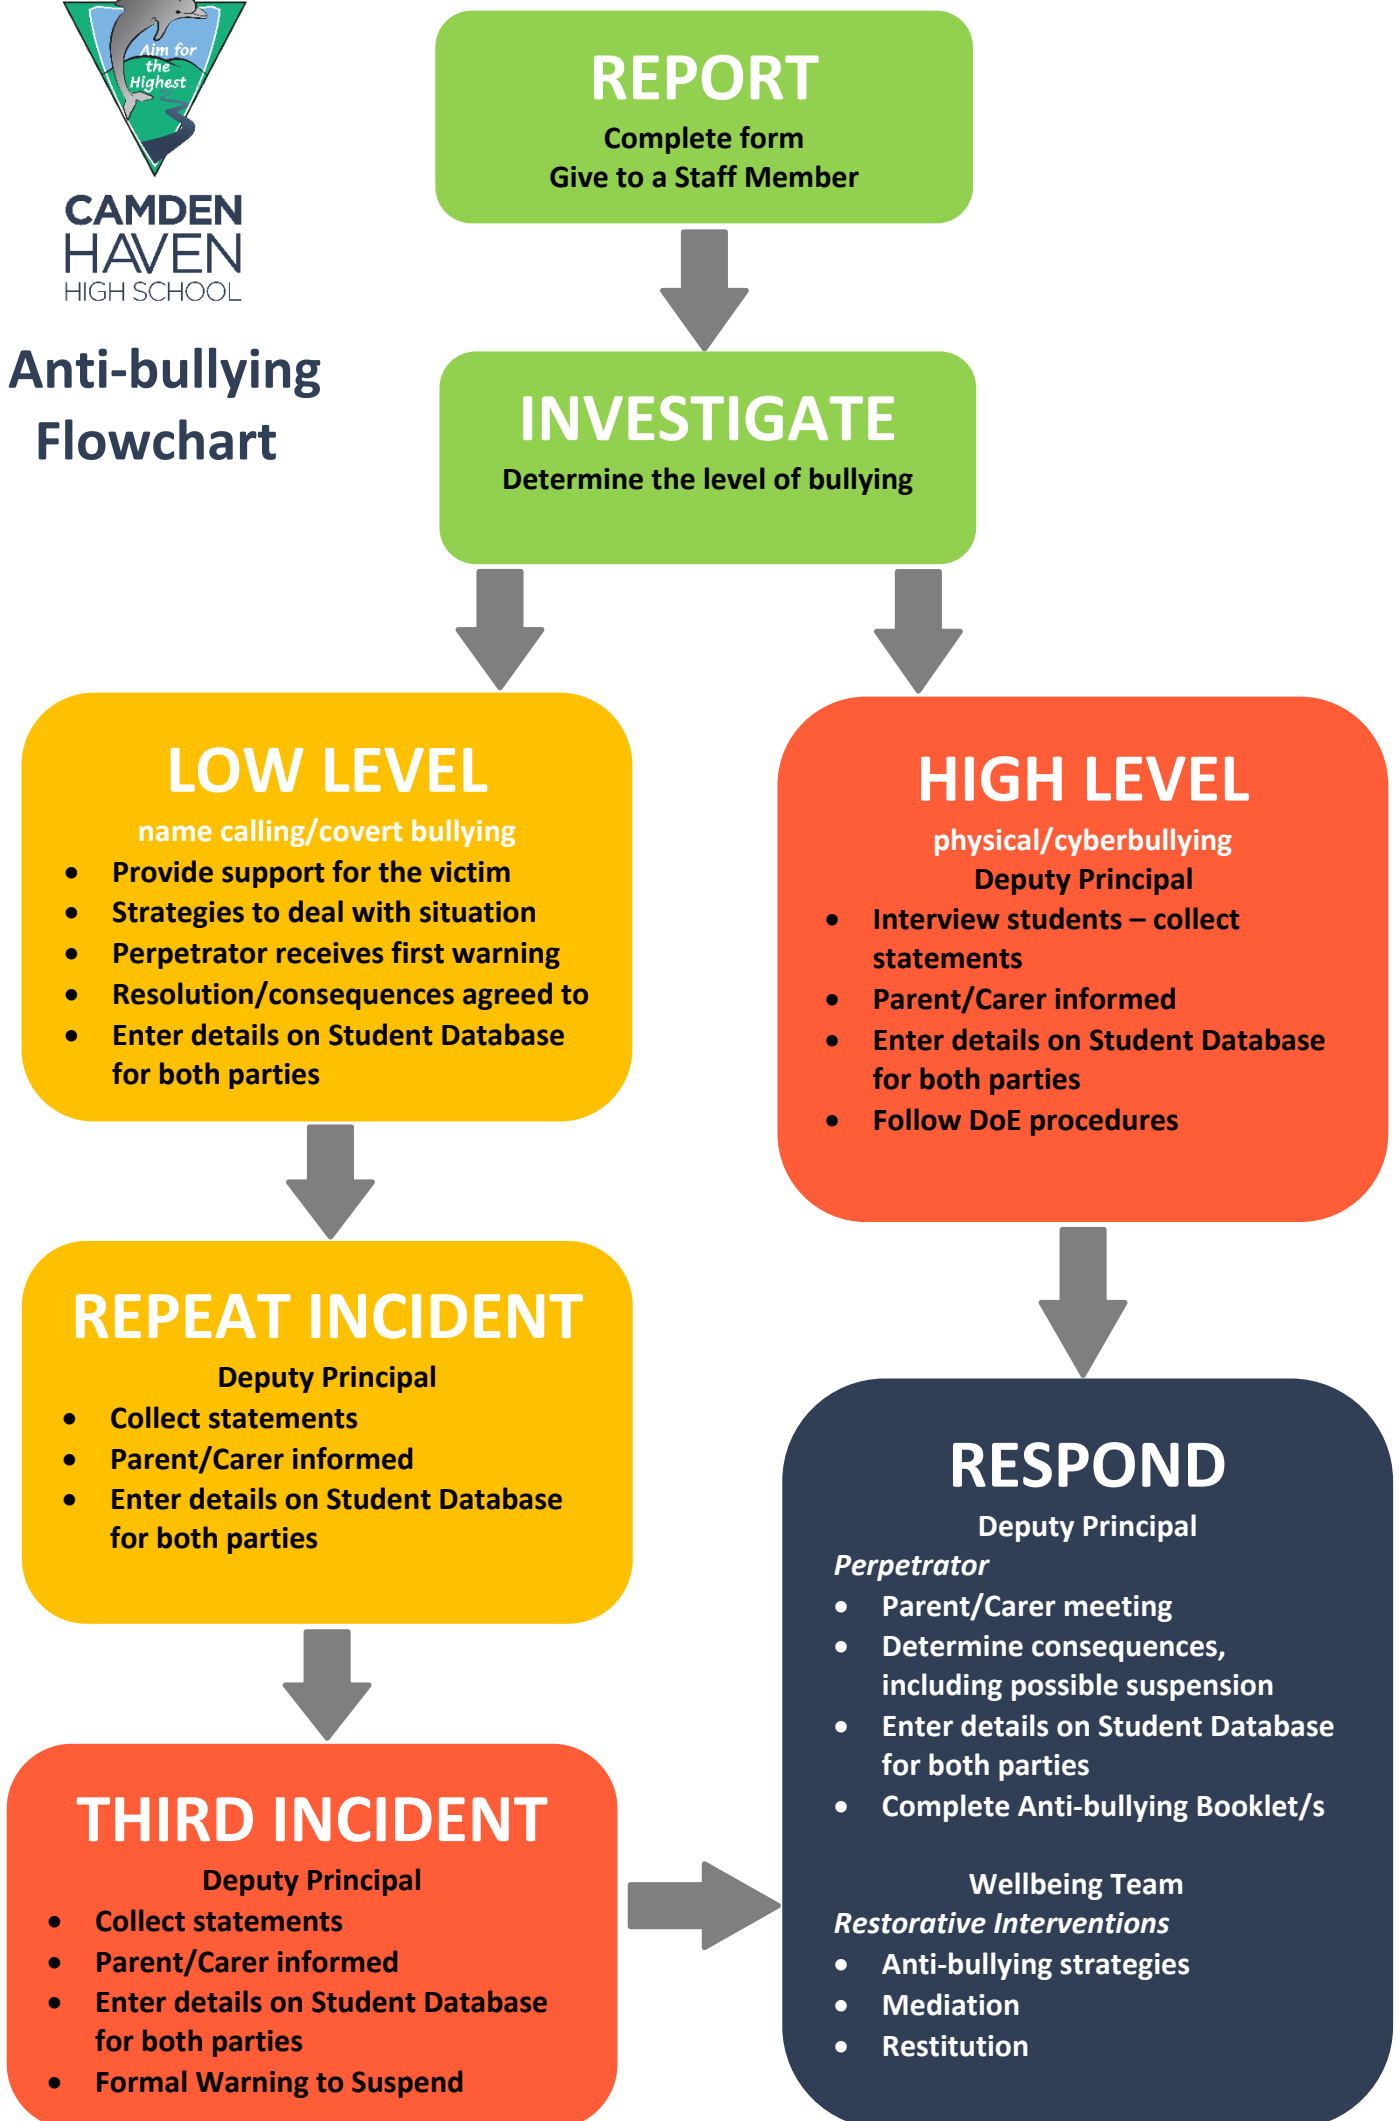 Aim for
the
Highest
CAMDEN
HAVEN
HIGH SCHOOL
Anti-bullying
Flowchart
REPORT
Complete form
Give to a Staff Member
INVESTIGATE
Determine the level of bullying
LOW LEVEL
name calling/covert bullying
• Provide support for the victim
• Strategies to deal with situation
• Perpetrator receives first warning
• Resolution/consequences agreed to
• Enter details on Student Database
for both parties
HIGH LEVEL
physical/cyberbullying
Deputy Principal
• Interview students – collect
statements
• Parent/Carer informed
• Enter details on Student Database
for both parties
• Follow DoE procedures
REPEAT INCIDENT
Deputy Principal
• Collect statements
• Parent/Carer informed
• Enter details on Student Database
for both parties
THIRD INCIDENT
Deputy Principal
• Collect statements
• Parent/Carer informed
• Enter details on Student Database
for both parties
• Formal Warning to Suspend
RESPOND
Deputy Principal
Perpetrator
• Parent/Carer meeting
• Determine consequences,
including possible suspension
• Enter details on Student Database
for both parties
• Complete Anti-bullying Booklet/s
Wellbeing Team
Restorative Interventions
• Anti-bullying strategies
• Mediation
• Restitution